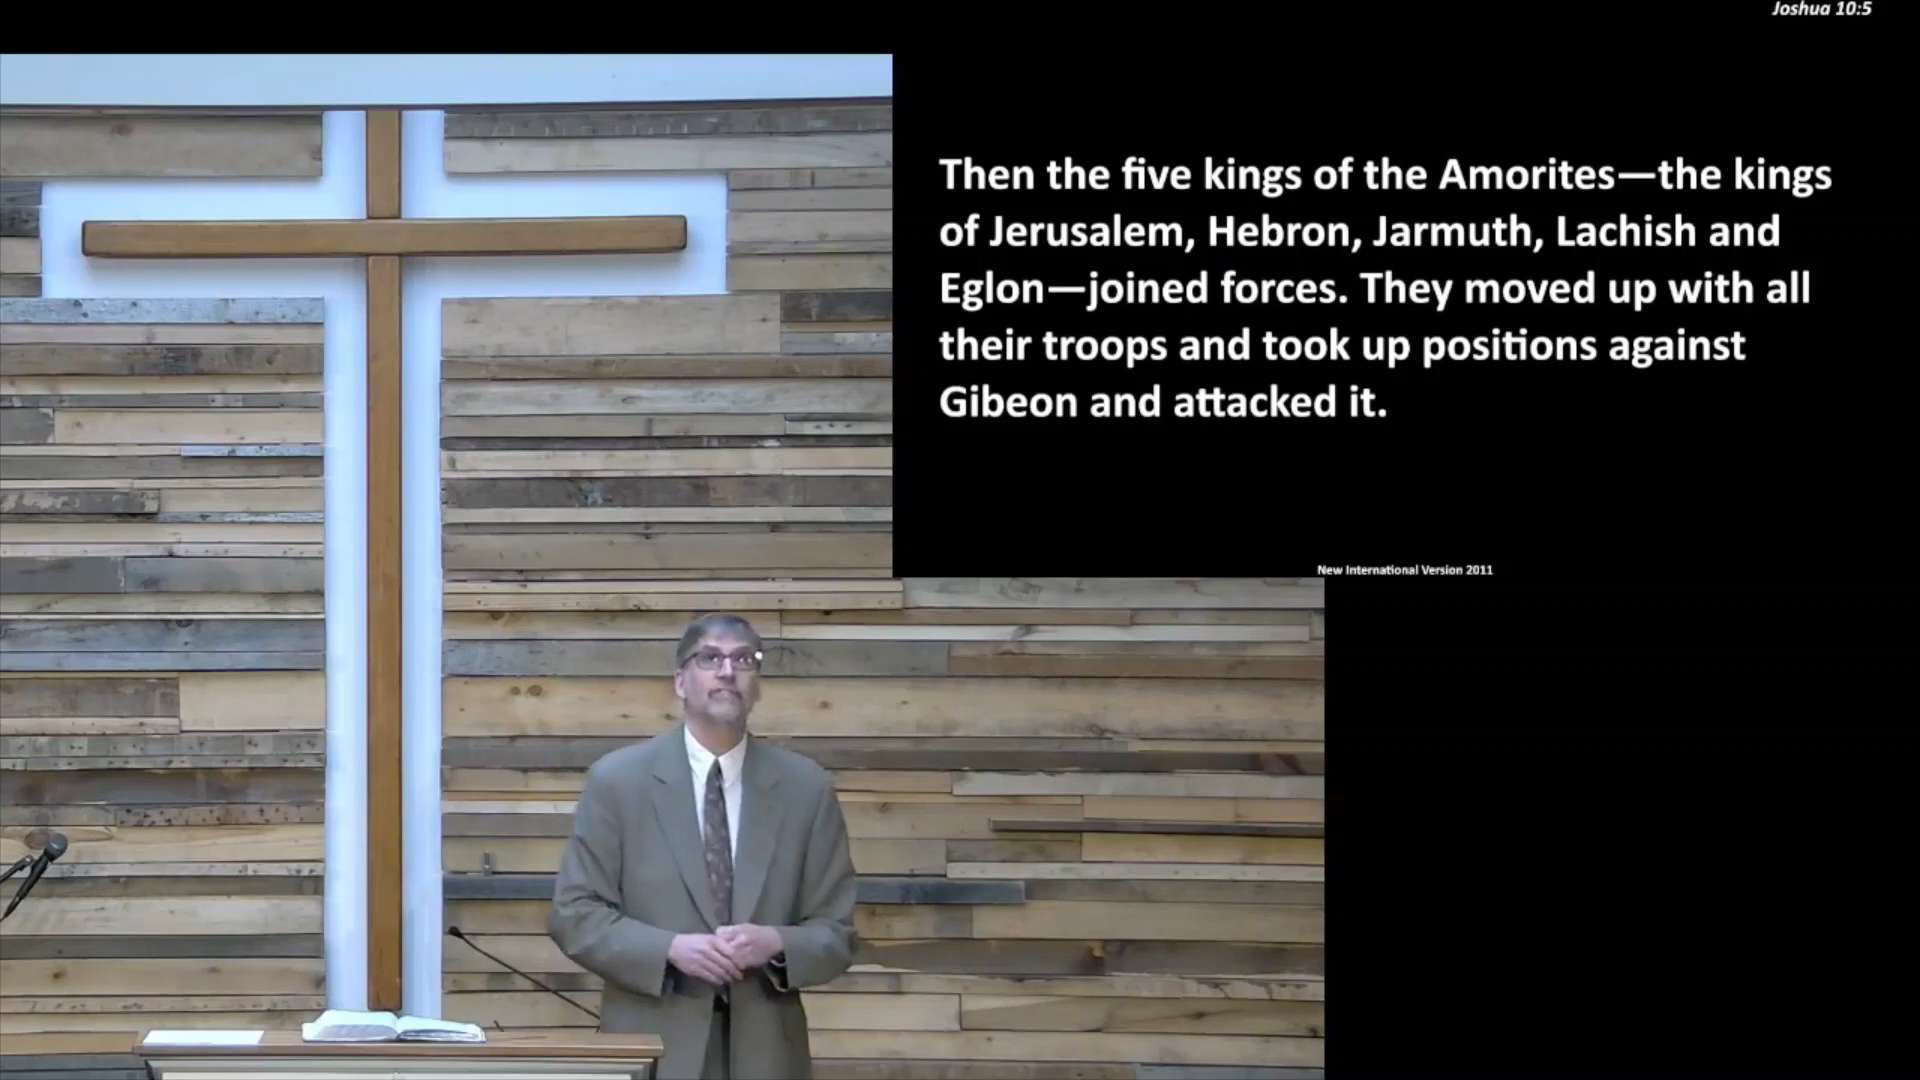 Joshua 10:5
Then the five kings of the Amorites—the kings
of Jerusalem, Hebron, Jarmuth, Lachish and
Eglon—joined forces. They moved up with all
their troops and took up positions against
Gibeon and attacked it.
New International Version 2011